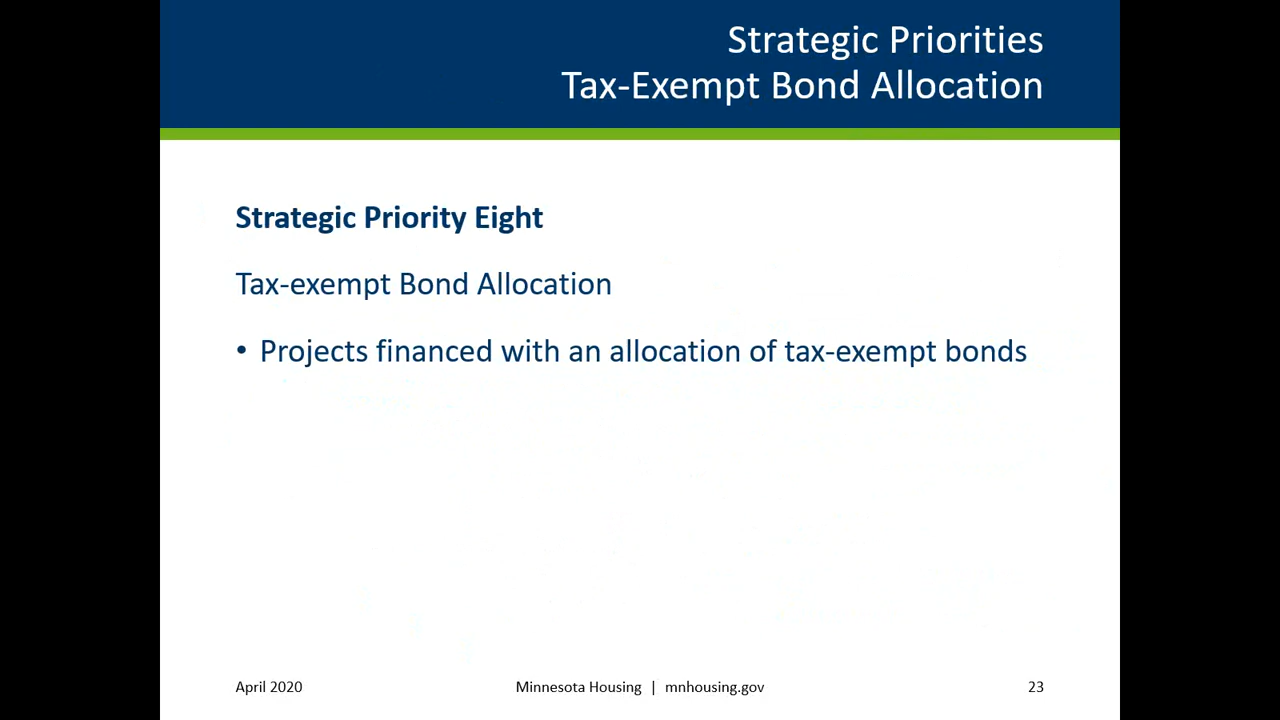 Strategic Priorities
Tax-Exempt Bond Allocation
Strategic Priority Eight
Tax-exempt Bond Allocation
• Projects financed with an allocation of tax-exempt bonds
April 2020
Minnesota Housing | mnhousing.gov
23